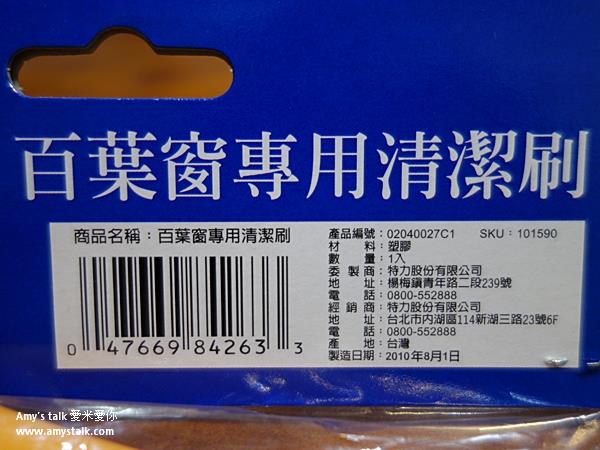 百葉窗專用清潔刷
商品名稱：百葉窗專用清潔刷
0 47669 84263 3
產品編號：02040027C1 SKU：101590
材 料：塑膠
數 量：1入
委 製 商：特力股份有限公司
地 址：楊梅鎮青年路二段239號
電 話：0800-552888
經 銷 商：特力股份有限公司
地 址：台北市內湖區114新湖三路23號6F
電 話：0800-552888
產 地：台灣
製造日期：2010年8月1日
Amy's talk 愛米愛你
www.amystalk.com